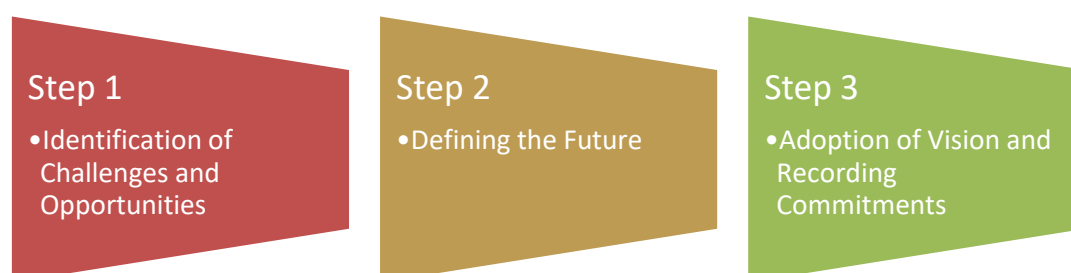 Step 1
•Identification of
Challenges and
Opportunities
Step 2
•Defining the Future
Step 3
•Adoption of Vision and
Recording
Commitments